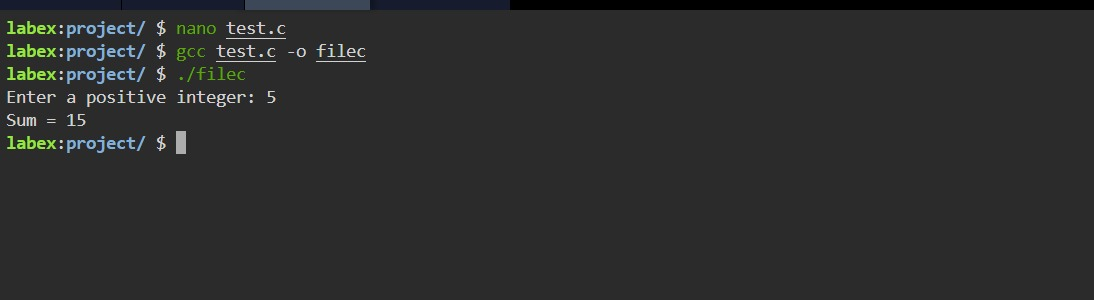 labex:project/ $ nano test.c
labex:project/ $ gcc test.c -o filec
labex:project/ $ ./filec
Enter a positive integer: 5
Sum = 15
labex:project/ $